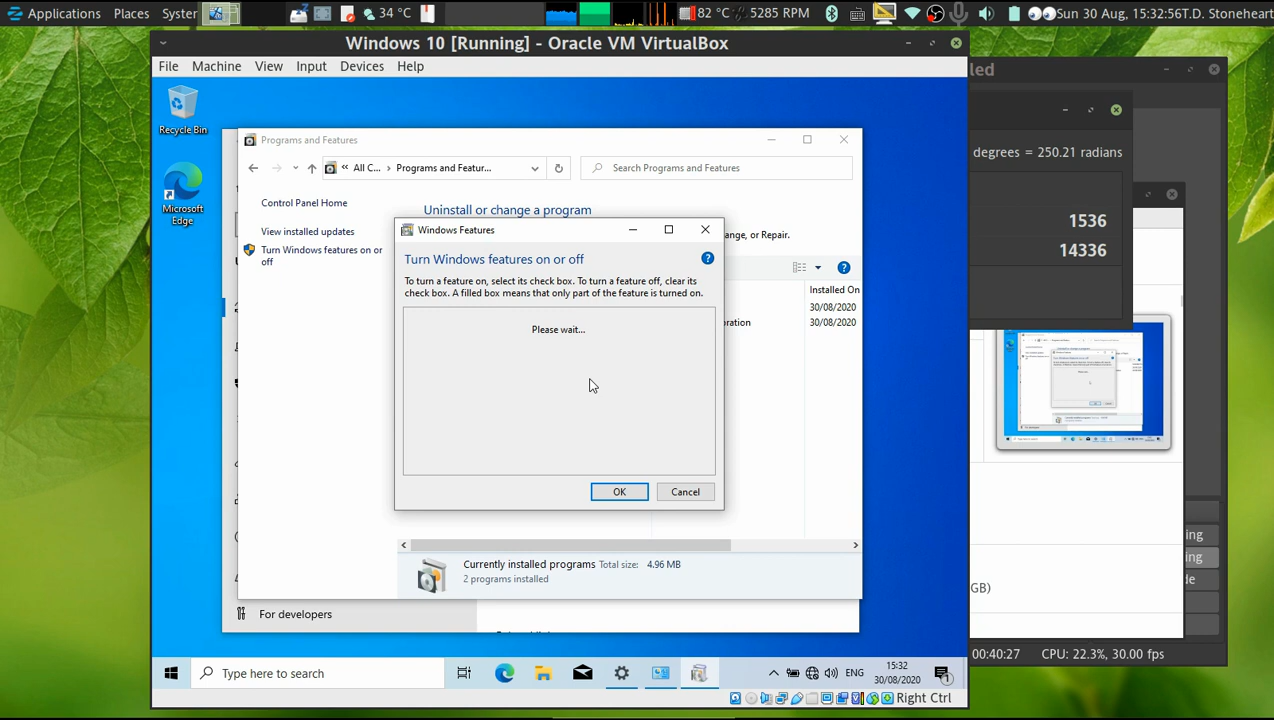 Applications Places Syster 34 °C 82 °C 5285 RPM Sun 30 Aug, 15:32:56 T.D. Stoneheart
Windows 10 [Running] - Oracle VM VirtualBox
led
File Machine View Input Devices Help
Recycle Bin
Microsoft
Edge
Programs and Features
« All C... › Programs and Featur...
Search Programs and Features
Control Panel Home
View installed updates
Turn Windows features on or
off
Uninstall or change a program
ange, or Repair.
Installed On
30/08/2020
ration 30/08/2020
Windows Features
Turn Windows features on or off
To turn a feature on, select its check box. To turn a feature off, clear its
check box. A filled box means that only part of the feature is turned on.
Please wait...
OK Cancel
Currently installed programs Total size: 4.96 MB
2 programs installed
For developers
degrees = 250.21 radians
1536
14336
ing
ing
de
GB)
00:40:27 CPU: 22.3%, 30.00 fps
Type here to search
ENG
15:32
30/08/2020
1
Right Ctrl